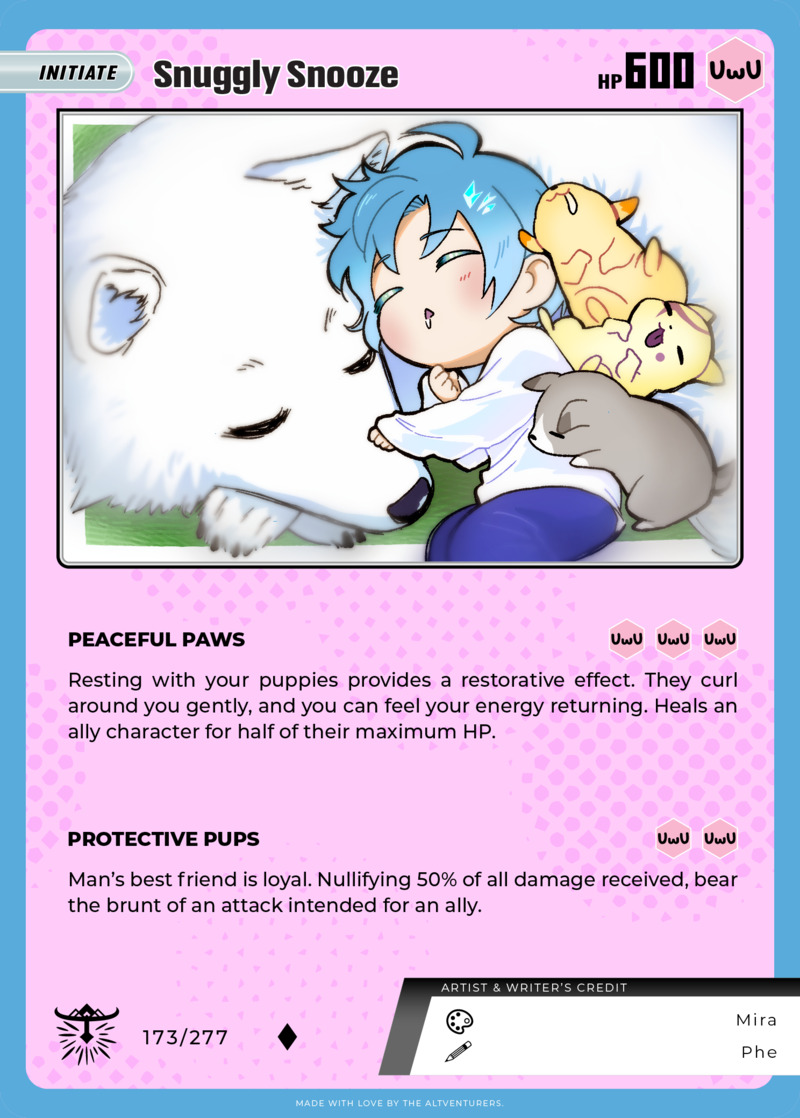 INITIATE
Snuggly Snooze
HP 600 UwU
PEACEFUL PAWS
UwU UwU UwU
Resting with your puppies provides a restorative effect. They curl
around you gently, and you can feel your energy returning. Heals an
ally character for half of their maximum HP.
PROTECTIVE PUPS
UwU UwU
Man's best friend is loyal. Nullifying 50% of all damage received, bear
the brunt of an attack intended for an ally.
ARTIST & WRITER'S CREDIT
173/277
Mira
Phe
MADE WITH LOVE BY THE ALTVENTURERS.